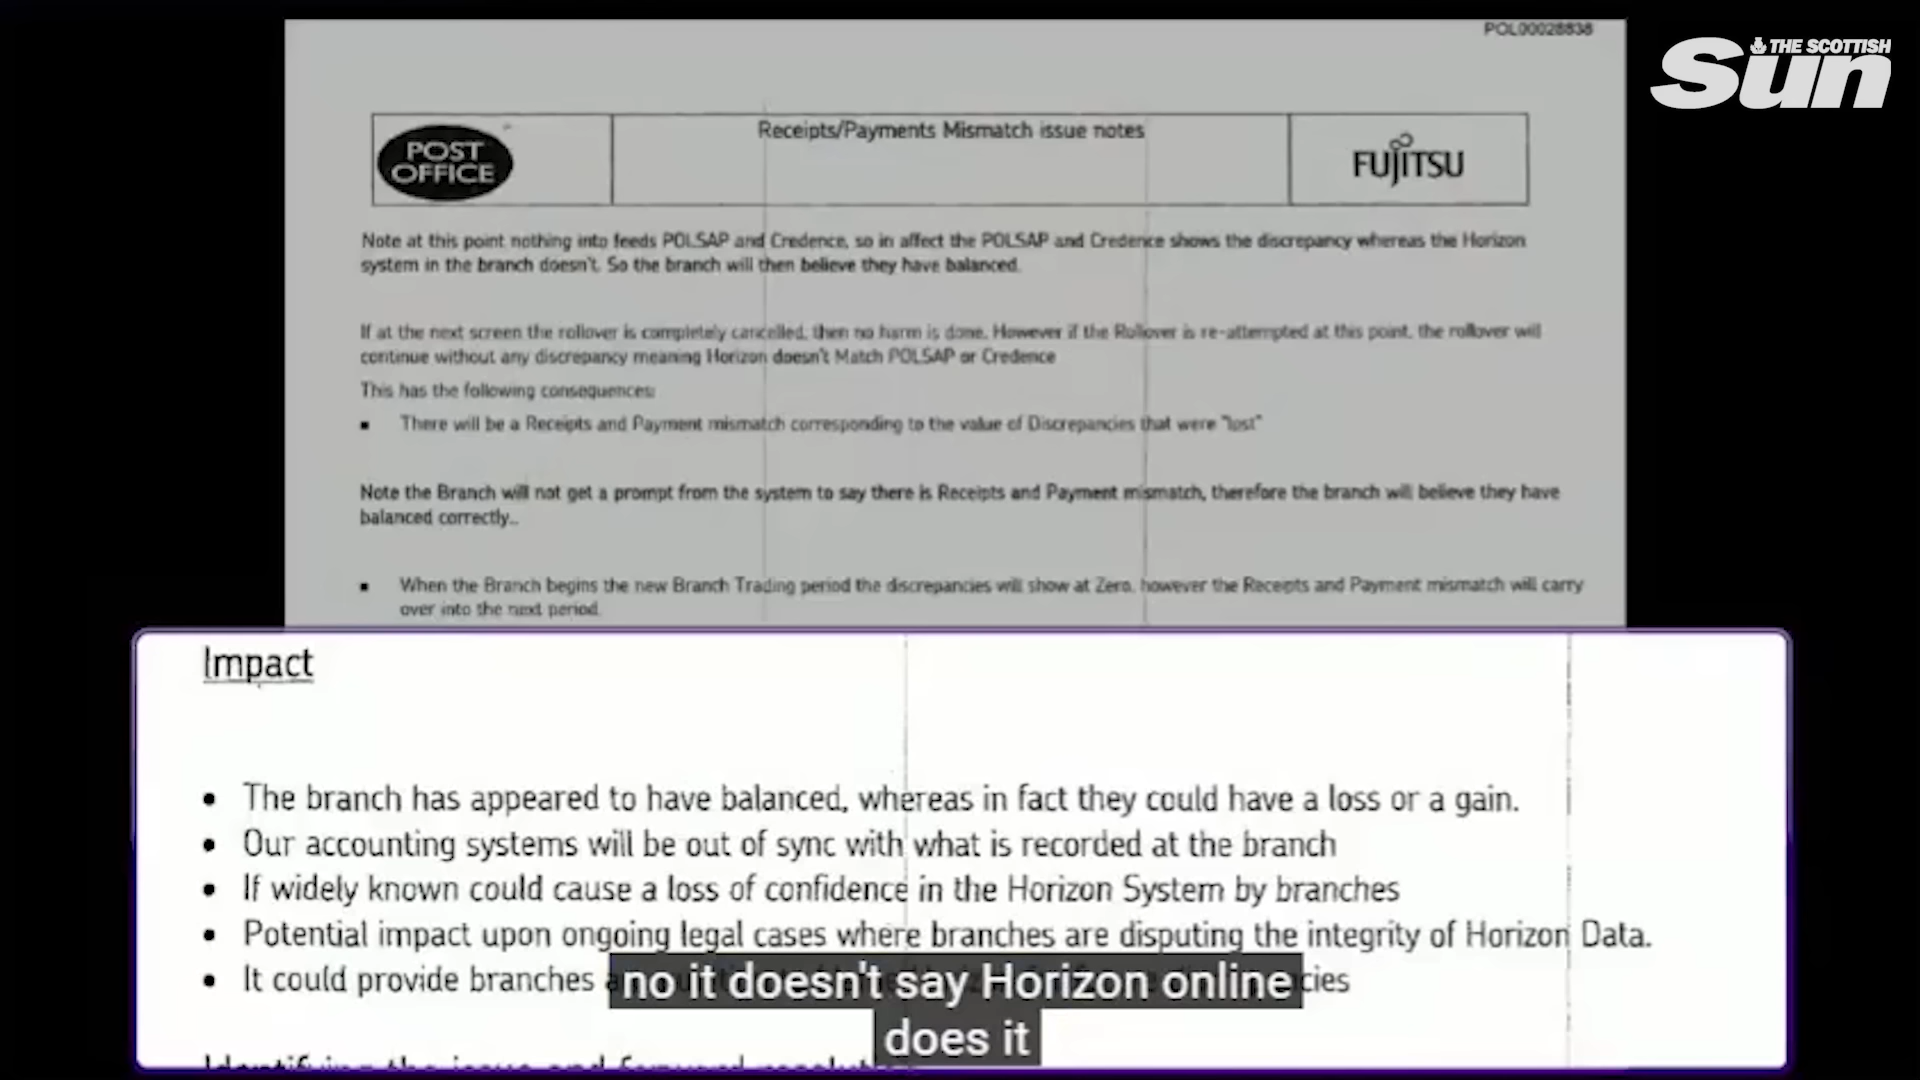 POL00028838
THE SCOTTISH
Sun
POST
OFFICE
Receipts/Payments Mismatch issue notes
FUJITSU
Note at this point nothing into feeds POLSAP and Credence, so in affect the POLSAP and Credence shows the discrepancy whereas the Horizon
system in the branch doesn't. So the branch will then believe they have balanced.
If at the next screen the rollover is completely cancelled, then no harm is done. However if the Rollover is re-attempted at this point, the rollover will
continue without any discrepancy meaning Horizon doesn't Match POLSAP or Credence
This has the following consequences:
▪ There will be a Receipts and Payment mismatch corresponding to the value of Discrepancies that were "lost"
Note the Branch will not get a prompt from the system to say there is Receipts and Payment mismatch, therefore the branch will believe they have
balanced correctly..
▪ When the Branch begins the new Branch Trading period the discrepancies will show at Zero, however the Receipts and Payment mismatch will carry
over into the next period.
Impact
• The branch has appeared to have balanced, whereas in fact they could have a loss or a gain.
• Our accounting systems will be out of sync with what is recorded at the branch
• If widely known could cause a loss of confidence in the Horizon System by branches
• Potential impact upon ongoing legal cases where branches are disputing the integrity of Horizon Data.
• It could provide branches
no it doesn't say Horizon online
does it